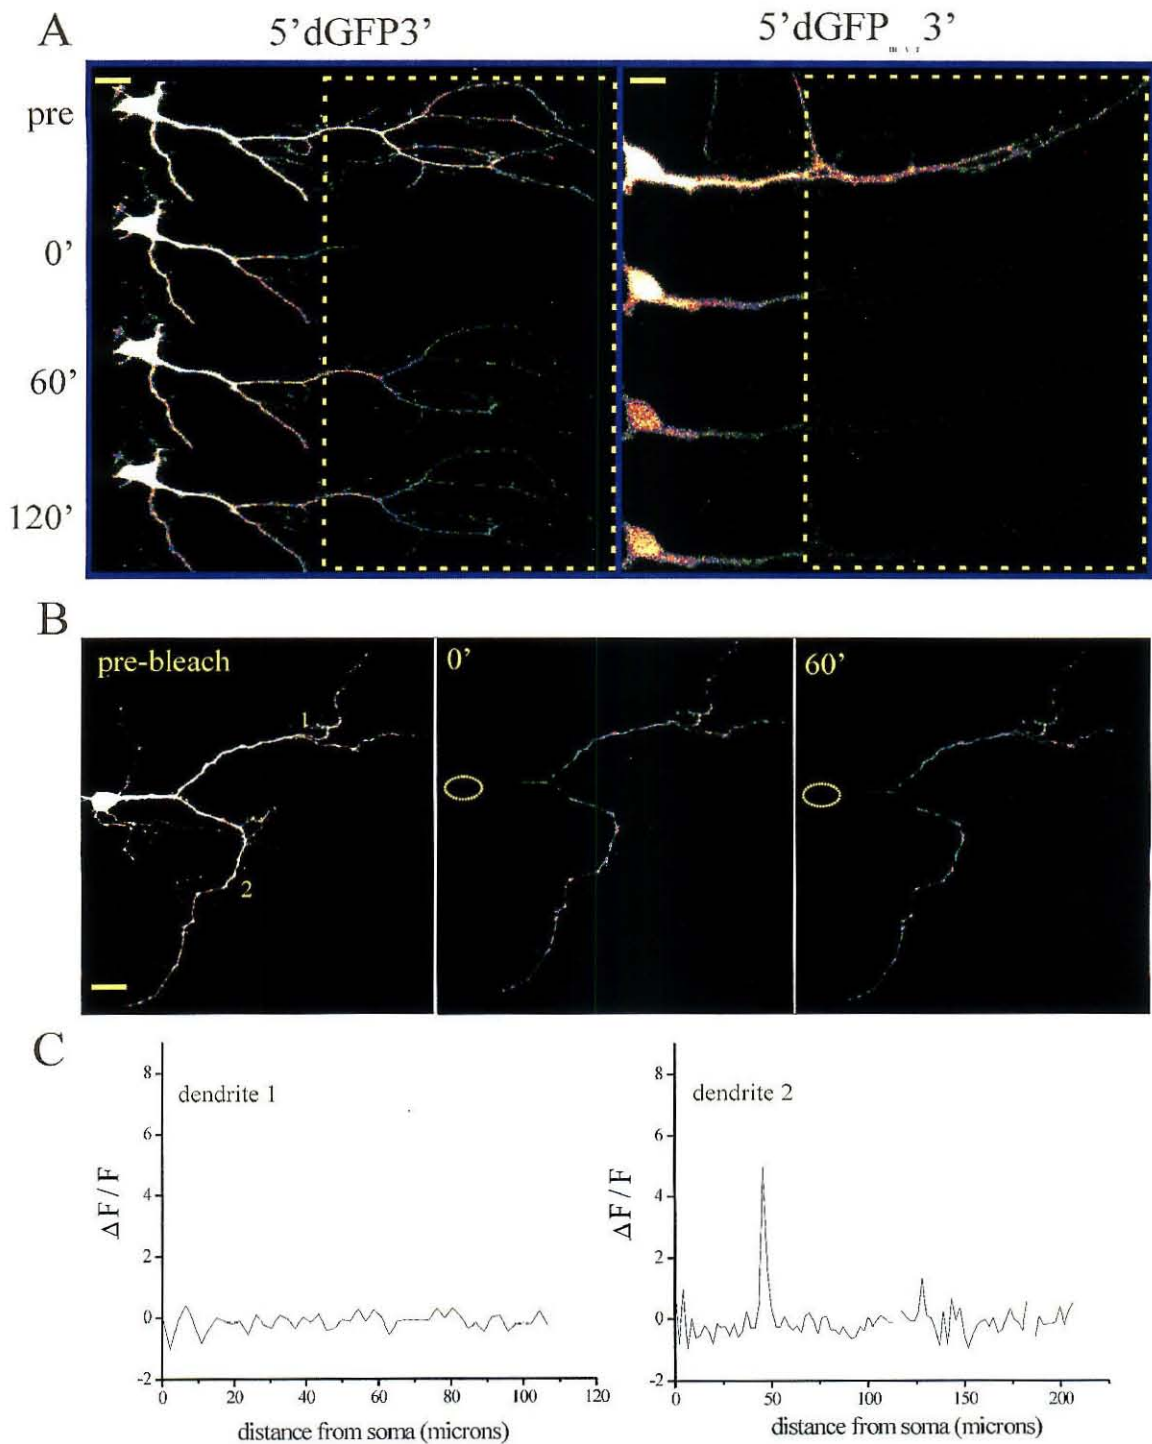 A
5'dGFP3'
5'dGFP 3'
pre
0'
60'
120'
B
pre-bleach
0'
60'
1
2
C
dendrite 1
dendrite 2
ΔF / F
8
6
4
2
0
-2
0 20 40 60 80 100 120
distance from soma (microns)
ΔF / F
8
6
4
2
0
-2
0 50 100 150 200
distance from soma (microns)